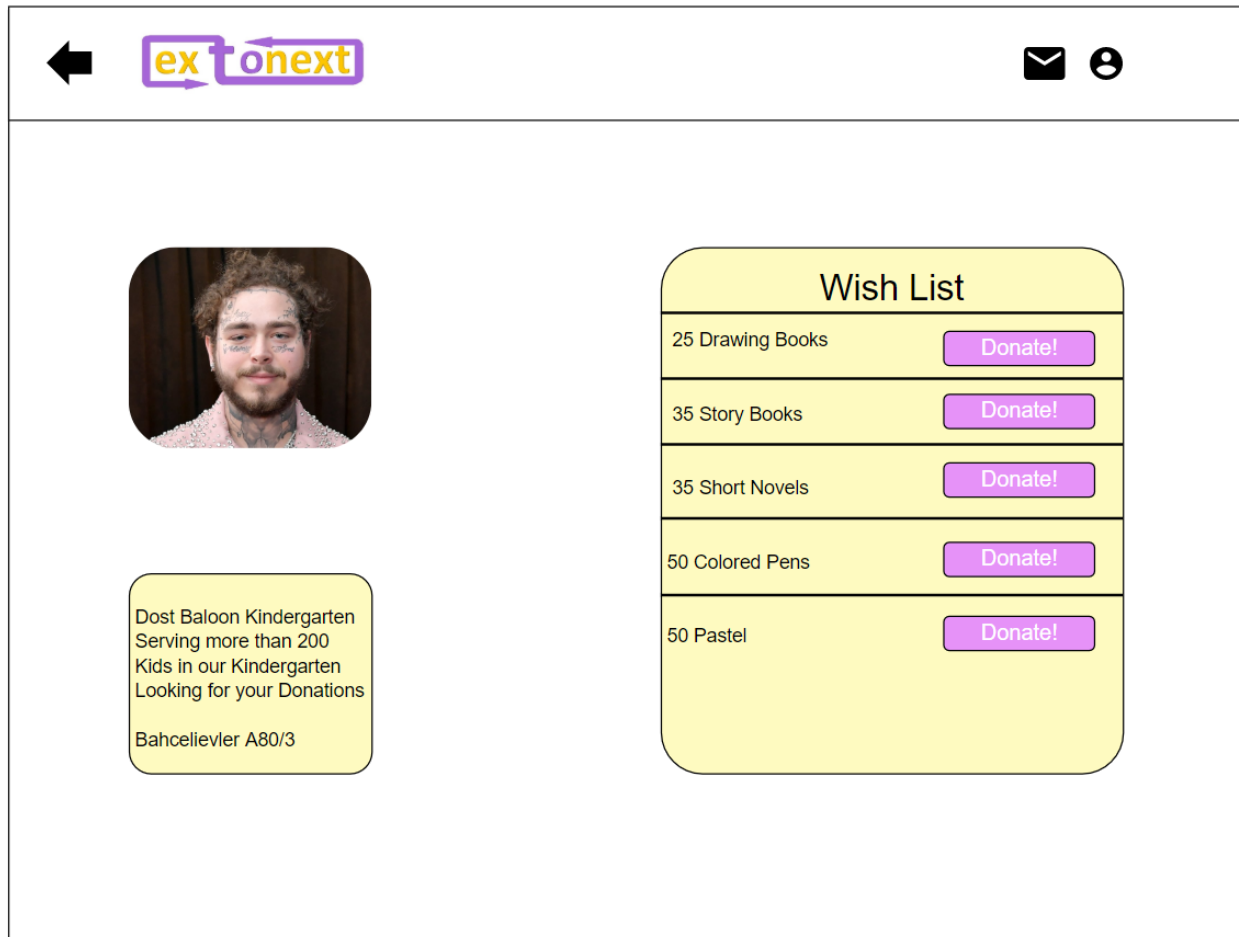 extonext
Wish List
25 Drawing Books
Donate!
35 Story Books
Donate!
35 Short Novels
Donate!
50 Colored Pens
Donate!
50 Pastel
Donate!
Dost Baloon Kindergarten
Serving more than 200
Kids in our Kindergarten
Looking for your Donations
Bahcelievler A80/3